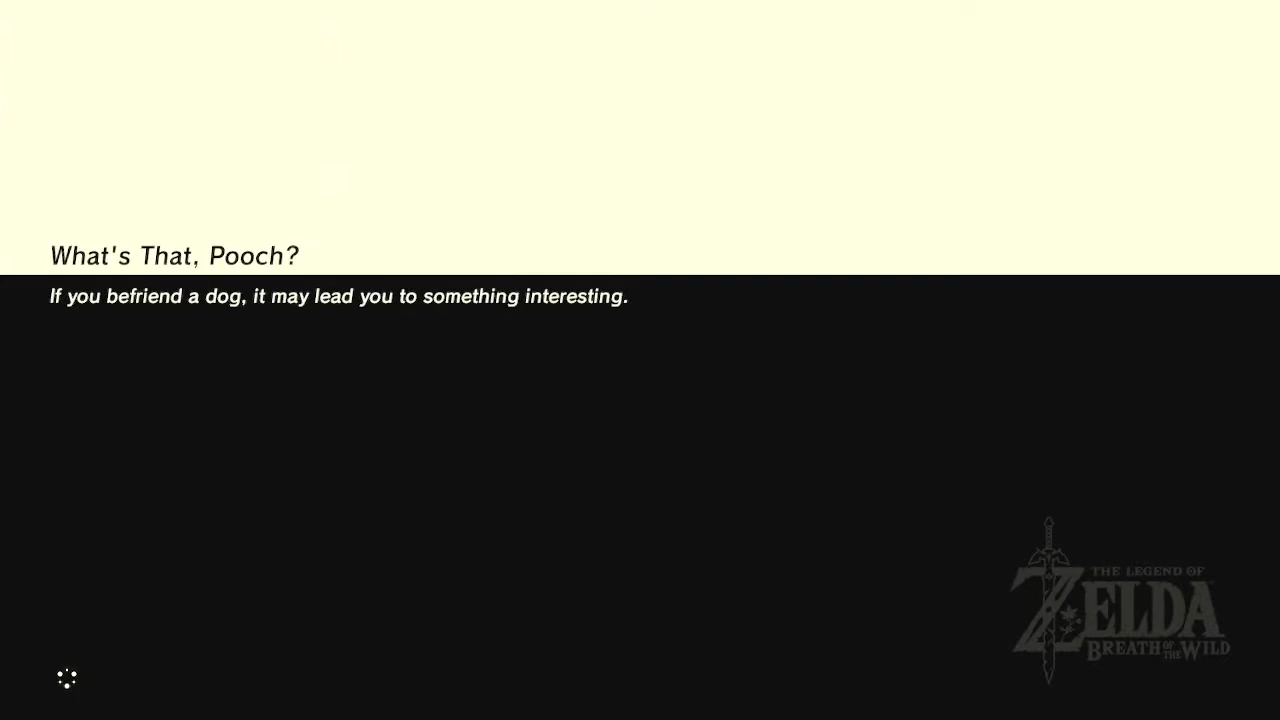 What's That, Pooch?
If you befriend a dog, it may lead you to something interesting.
THE LEGEND OF
ZELDA
BREATH OF THE WILD